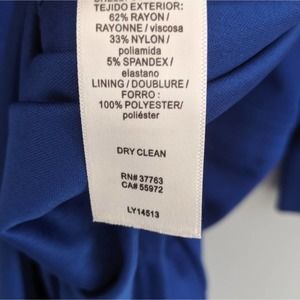 TEJIDO EXTERIOR:
62% RAYON /
RAYONNE / viscosa
33% NYLON /
poliamida
5% SPANDEX /
elastano
LINING / DOUBLURE /
FORRO :
100% POLYESTER/
poliéster
DRY CLEAN
RN# 37763
CA# 55972
LY14513